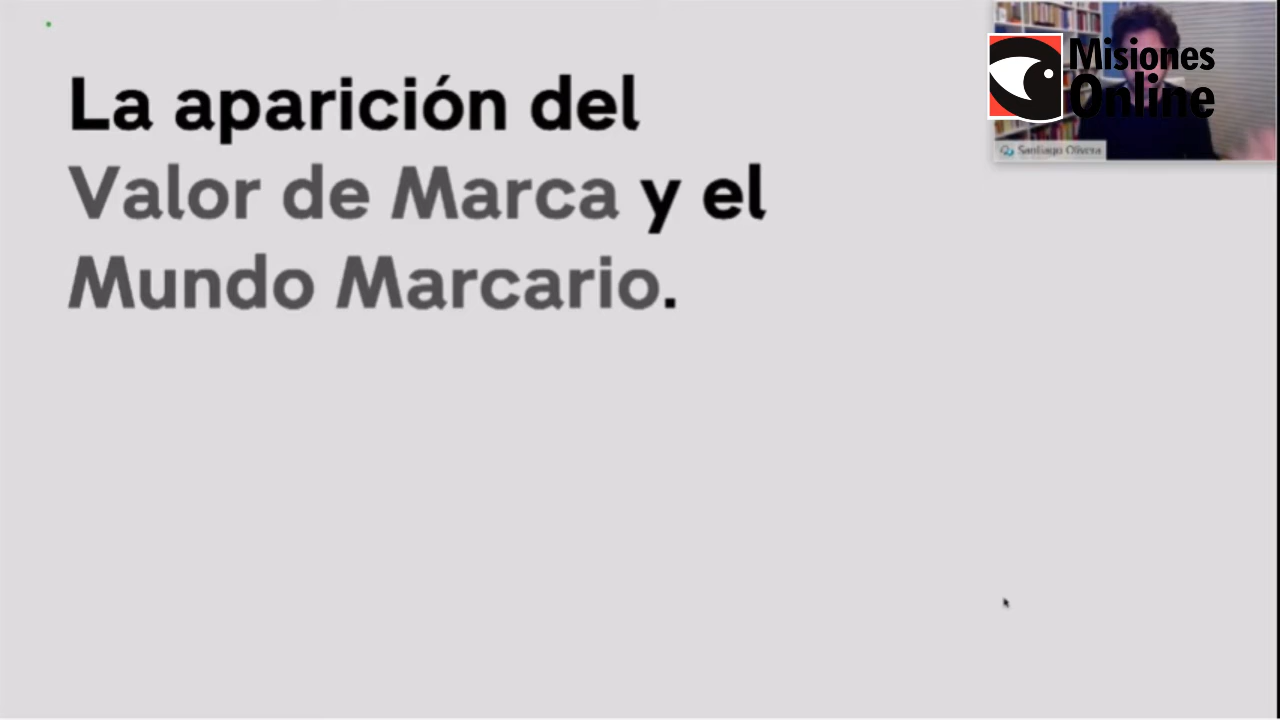 La aparición del
Valor de Marca y el
Mundo Marcario.
Misiones
Online
Santiago Olivera